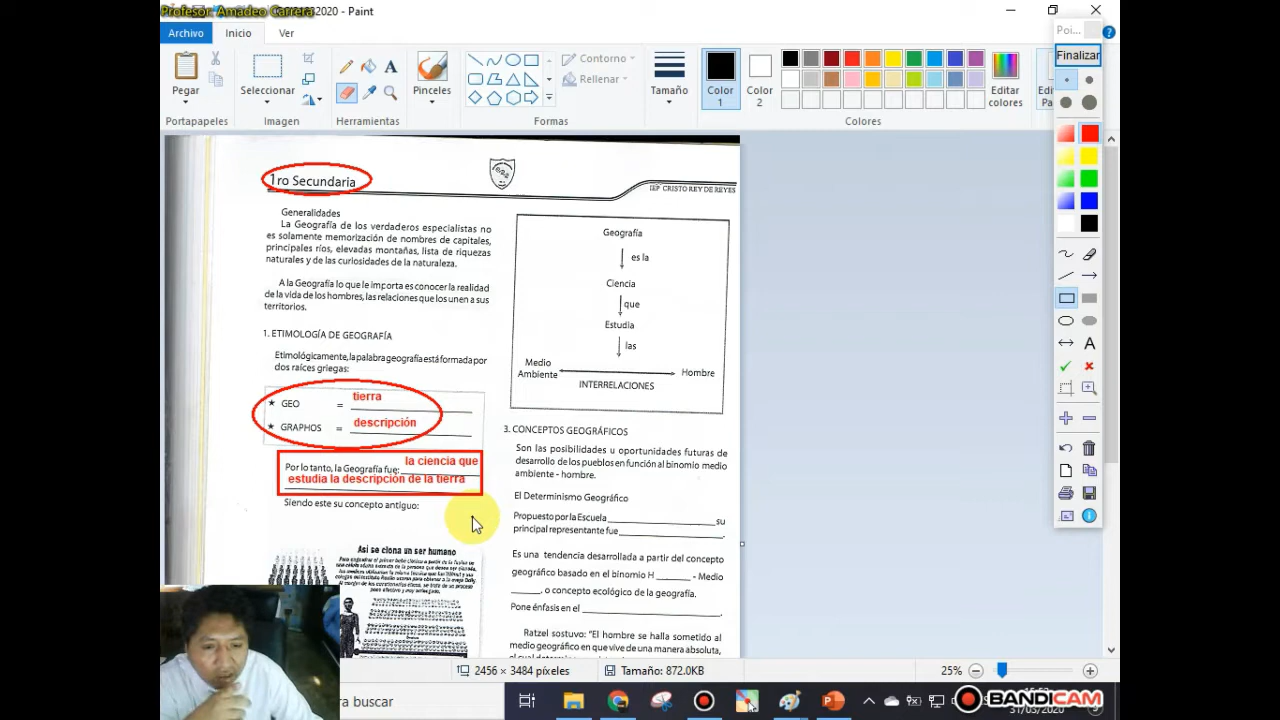 Profesor: Amadeo Carrera
2020 - Paint
Archivo
Inicio
Ver
Pegar
Seleccionar
Pinceles
Contorno
Rellenar
Tamaño
Color 1
Color 2
Editar colores
Portapapeles
Imagen
Herramientas
Formas
Colores
Finalizar
1ro Secundaria
IEP CRISTO REY DE REYES
Generalidades
La Geografía de los verdaderos especialistas no
es solamente memorización de nombres de capitales,
principales ríos, elevadas montañas, lista de riquezas
naturales y de las curiosidades de la naturaleza.
A la Geografía lo que le importa es conocer la realidad
de la vida de los hombres, las relaciones que los unen a sus
territorios.
1. ETIMOLOGÍA DE GEOGRAFÍA
Etimológicamente, la palabra geografía está formada por
dos raíces griegas:
★ GEO = tierra
★ GRAPHOS = descripción
Por lo tanto, la Geografía fue: la ciencia que
estudia la descripción de la tierra
Siendo este su concepto antiguo:
Asi se clona un ser humano
Geografía
es la
Ciencia
que
Estudia
las
Medio Ambiente
Hombre
INTERRELACIONES
3. CONCEPTOS GEOGRÁFICOS
Son las posibilidades u oportunidades futuras de
desarrollo de los pueblos en función al binomio medio
ambiente - hombre.
El Determinismo Geográfico
Propuesto por la Escuela ____________________ su
principal representante fue ____________________.
Es una tendencia desarrollada a partir del concepto
geográfico basado en el binomio H ______ - Medio
_____, o concepto ecológico de la geografía.
Pone énfasis en el ____________________.
Ratzel sostuvo: "El hombre se halla sometido al
medio geográfico en que vive de una manera absoluta,
2456 × 3484 píxeles
Tamaño: 872.0KB
25%
ra buscar
31/03/2020
BANDICAM